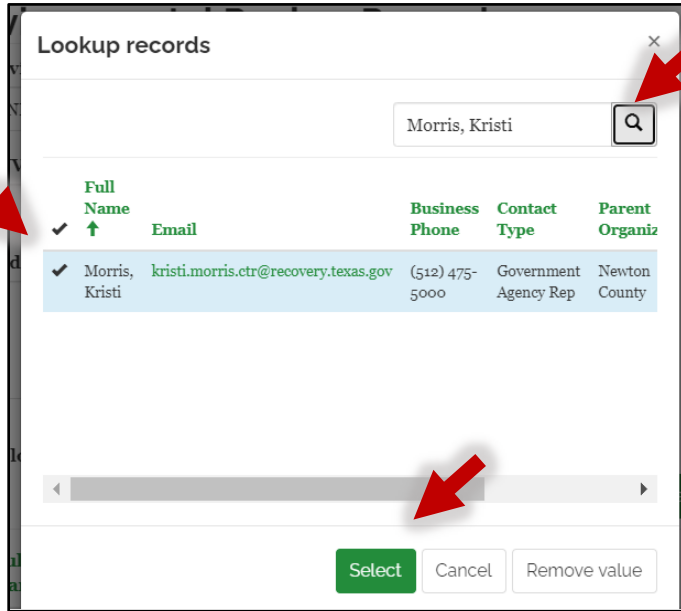 Lookup records ×
Morris, Kristi
Full
Name Business Contact Parent
✔ ↑ Email Phone Type Organiz
✔ Morris, kristi.morris.ctr@recovery.texas.gov (512) 475- Government Newton
Kristi 5000 Agency Rep County
Select Cancel Remove value